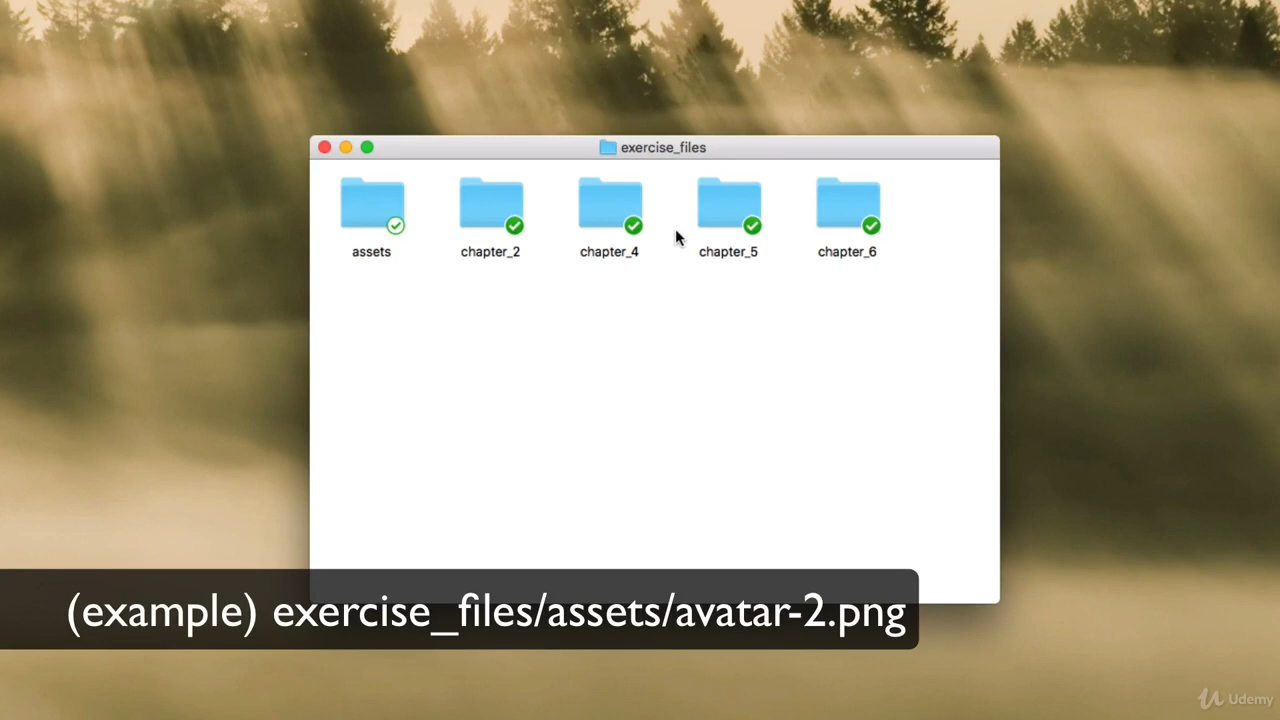 exercise_files
assets
chapter_2
chapter_4
chapter_5
chapter_6
(example) exercise_files/assets/avatar-2.png
Udemy